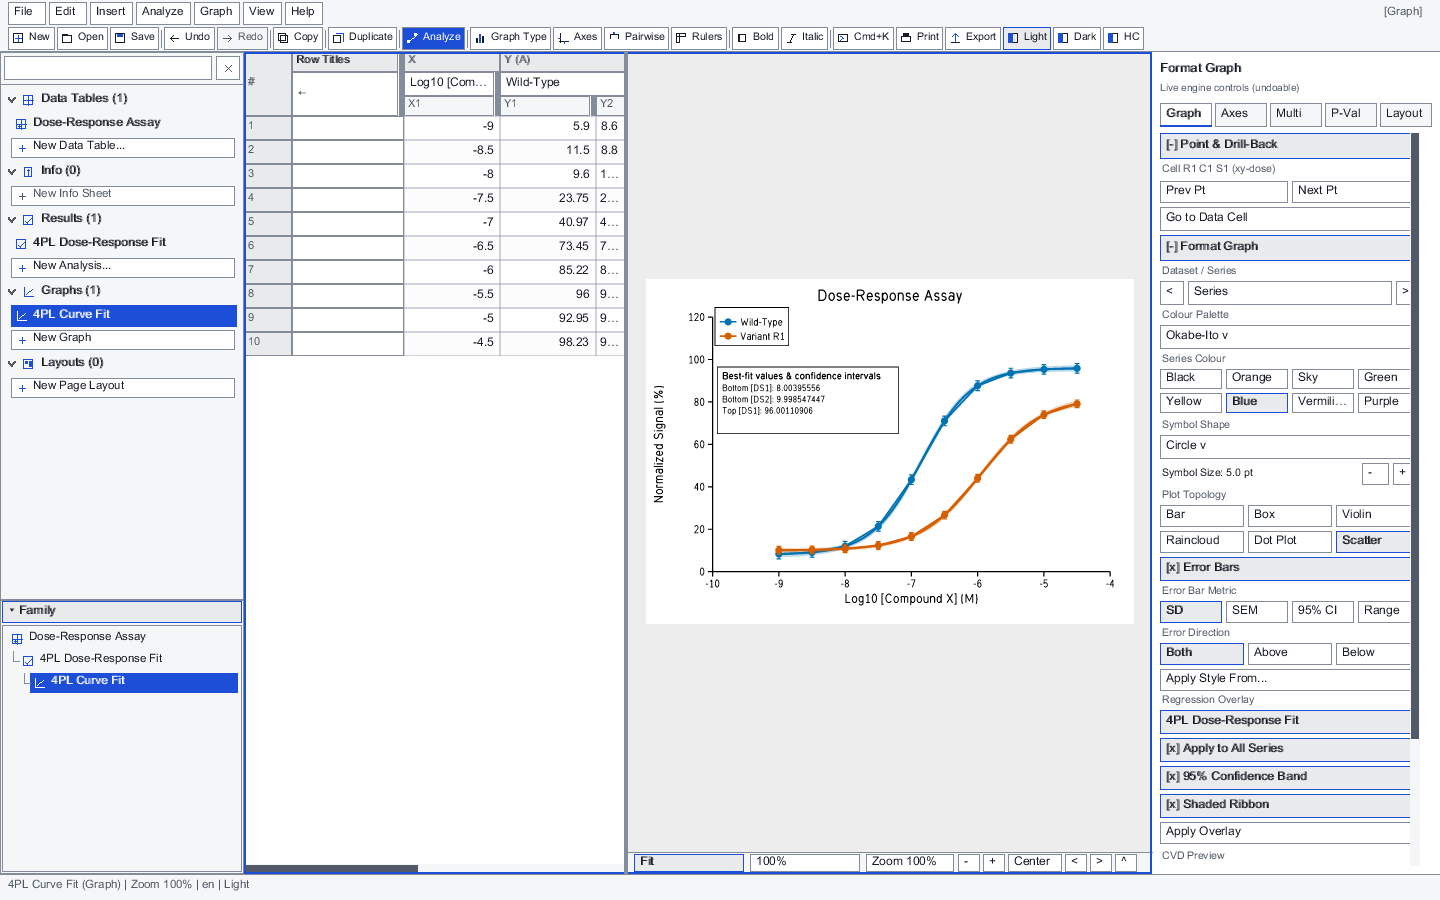 File Edit Insert Analyze Graph View Help [Graph]
New Open Save Undo Redo Copy Duplicate Analyze Graph Type Axes Pairwise Rulers Bold Italic Cmd+K Print Export Light Dark HC
×
Data Tables (1)
Dose-Response Assay
+ New Data Table...
Info (0)
+ New Info Sheet
Results (1)
4PL Dose-Response Fit
+ New Analysis...
Graphs (1)
4PL Curve Fit
+ New Graph
Layouts (0)
+ New Page Layout
Family
Dose-Response Assay
4PL Dose-Response Fit
4PL Curve Fit
# Row Titles X Y (A)
← Log10 [Com... Wild-Type
X1 Y1 Y2
1 -9 5.9 8.6
2 -8.5 11.5 8.8
3 -8 9.6 1...
4 -7.5 23.75 2...
5 -7 40.97 4...
6 -6.5 73.45 7...
7 -6 85.22 8...
8 -5.5 96 9...
9 -5 92.95 9...
10 -4.5 98.23 9...
Dose-Response Assay
Wild-Type
Variant R1
Best-fit values & confidence intervals
Bottom [DS1]: 8.00395556
Bottom [DS2]: 9.998547447
Top [DS1]: 96.00110906
Normalized Signal (%)
120
100
80
60
40
20
0
-10 -9 -8 -7 -6 -5 -4
Log10 [Compound X] (M)
Fit 100% Zoom 100% - + Center < > ^
Format Graph
Live engine controls (undoable)
Graph Axes Multi P-Val Layout
[-] Point & Drill-Back
Cell R1 C1 S1 (xy-dose)
Prev Pt Next Pt
Go to Data Cell
[-] Format Graph
Dataset / Series
< Series >
Colour Palette
Okabe-Ito v
Series Colour
Black Orange Sky Green
Yellow Blue Vermili... Purple
Symbol Shape
Circle v
Symbol Size: 5.0 pt - +
Plot Topology
Bar Box Violin
Raincloud Dot Plot Scatter
[x] Error Bars
Error Bar Metric
SD SEM 95% CI Range
Error Direction
Both Above Below
Apply Style From...
Regression Overlay
4PL Dose-Response Fit
[x] Apply to All Series
[x] 95% Confidence Band
[x] Shaded Ribbon
Apply Overlay
CVD Preview
4PL Curve Fit (Graph) | Zoom 100% | en | Light